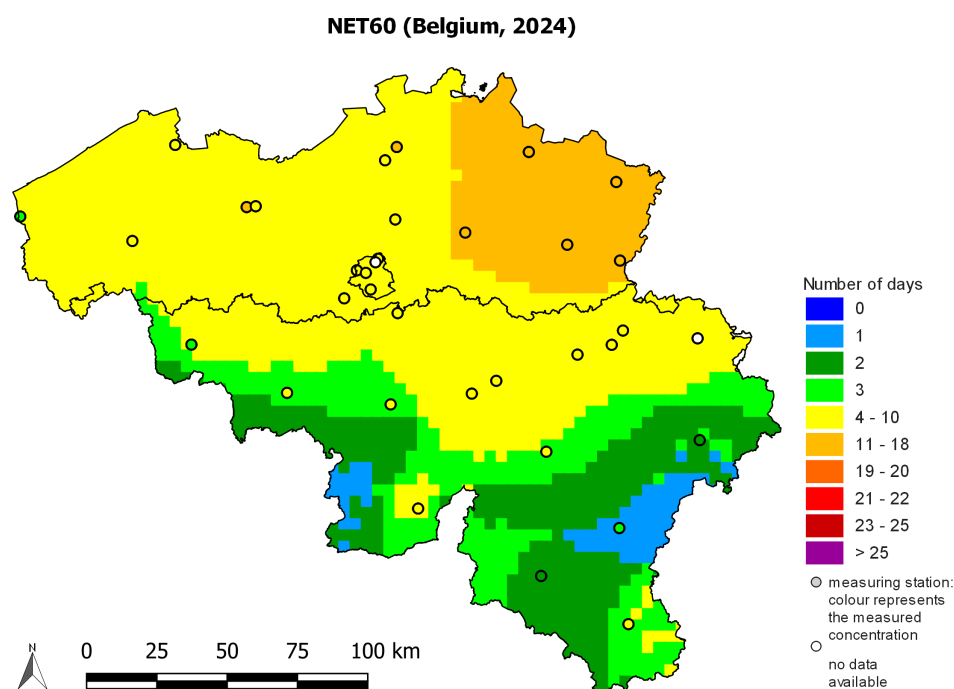 NET60 (Belgium, 2024)
Number of days
0
1
2
3
4 - 10
11 - 18
19 - 20
21 - 22
23 - 25
> 25
measuring station:
colour represents
the measured
concentration
no data
available
N
0 25 50 75 100 km